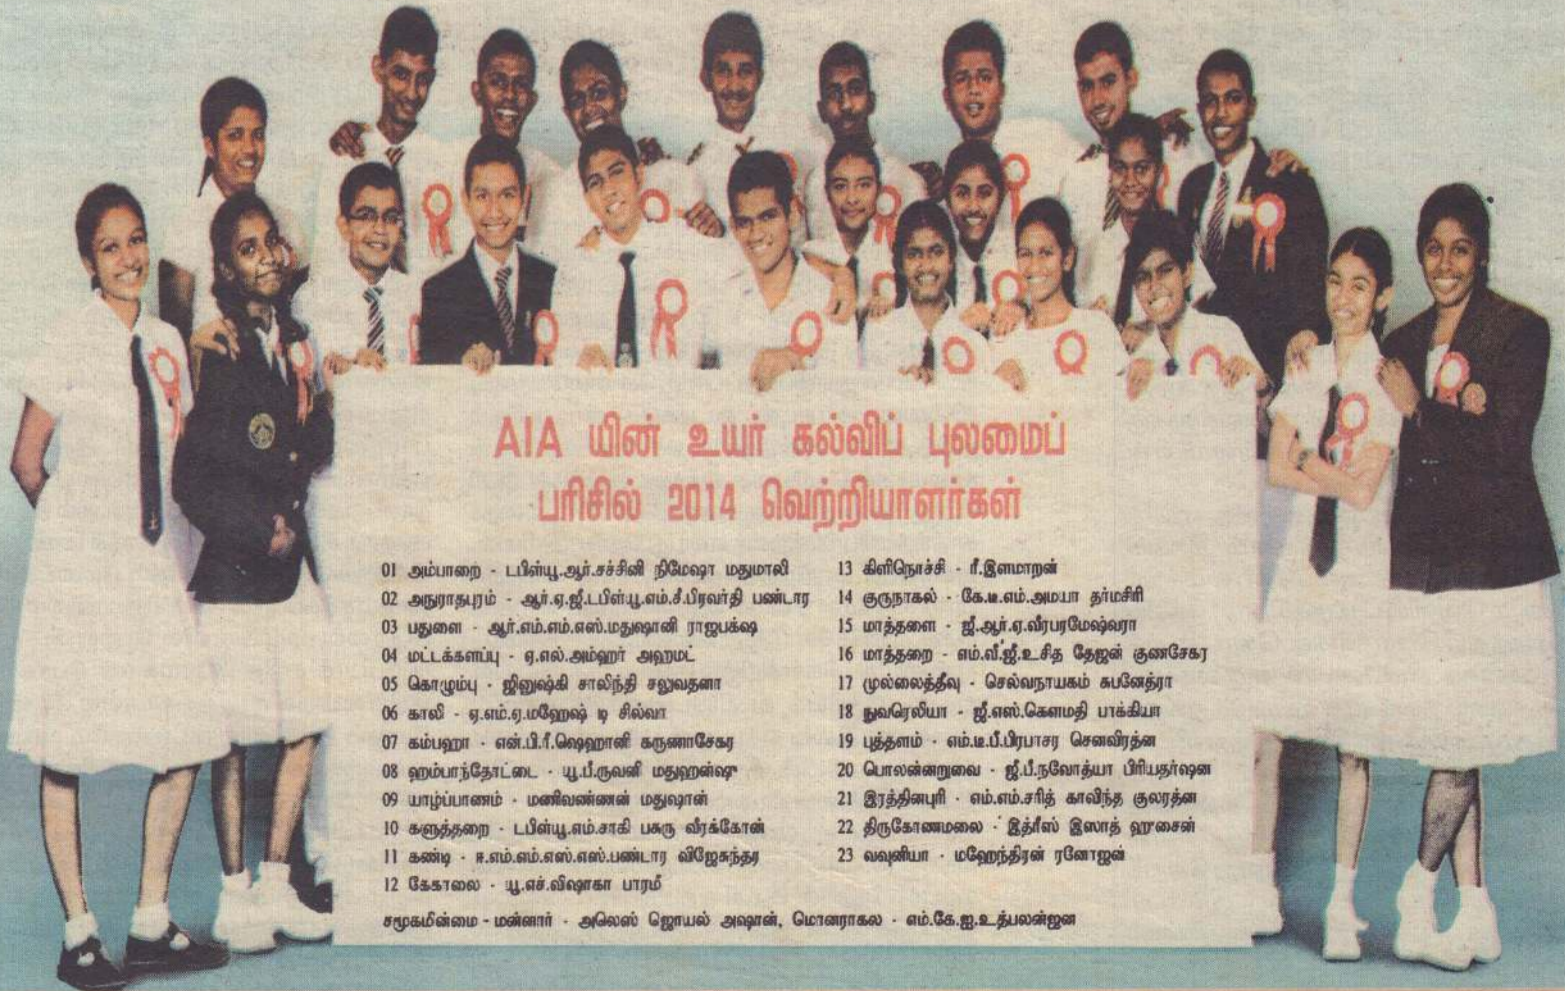 AIA யின் உயர் கல்விப் புலமைப்
பரிசில் 2014 வெற்றியாளர்கள்
01 அம்பாறை - டபிள்யூ.ஆர்.சச்சினி நிமேஷா மதுமாலி
02 அநுராதபுரம் - ஆர்.ஏ.ஜீ.டபிள்யூ.எம்.சீ.பிரவர்தி பண்டார
03 பதுளை - ஆர்.எம்.எம்.எஸ்.மதுஷானி ராஜபக்ஷ
04 மட்டக்களப்பு - ஏ.எல்.அம்ஹர் அஹமட்
05 கொழும்பு - ஜினுஷ்கி சாலிந்தி சலுவதனா
06 காலி - ஏ.எம்.ஏ.மஹேஷ் டி சில்வா
07 கம்பஹா - என்.பி.ரீ.ஷெஹானி கருணாசேகர
08 ஹம்பாந்தோட்டை - யூ.பீ.ருவனி மதுஹன்ஷு
09 யாழ்ப்பாணம் - மணிவண்ணன் மதுஷான்
10 களுத்தறை - டபிள்யூ.எம்.சாகி பசுரு வீரக்கோன்
11 கண்டி - ஈ.எம்.எம்.எஸ்.எஸ்.பண்டார விஜேசுந்தர
12 கேகாலை - யூ.எச்.விஷாகா பாரமீ
13 கிளிநொச்சி - ரீ.இளமாறன்
14 குருநாகல் - கே.டீ.எம்.அமயா தர்மசிரி
15 மாத்தளை - ஜீ.ஆர்.ஏ.வீரபரமேஷ்வரா
16 மாத்தறை - எம்.வீ.ஜீ.உசித தேஜன் குணசேகர
17 முல்லைத்தீவு - செல்வநாயகம் சுபனேத்ரா
18 நுவரெலியா - ஜீ.எஸ்.கௌமதி பாக்கியா
19 புத்தளம் - எம்.டீ.பீ.பிரபாசர செனவிரத்ன
20 பொலன்னறுவை - ஜீ.பீ.நவோத்யா பிரியதர்ஷன
21 இரத்தினபுரி - எம்.எம்.சரித் காவிந்த குலரத்ன
22 திருகோணமலை - இத்ரீஸ் இஸாத் ஹுசைன்
23 வவுனியா - மஹேந்திரன் ரனோஜன்
சமூகமின்மை - மன்னார் - அலெஸ் ஜொயல் அஷான், மொனராகல - எம்.கே.ஐ.உத்பலன்ஜன